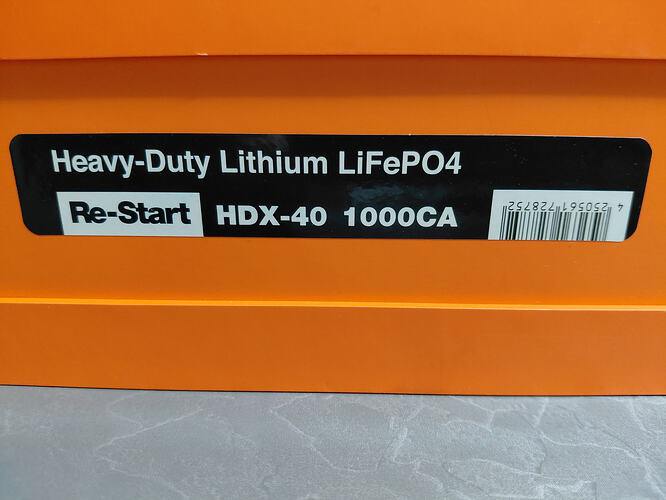 Heavy-Duty Lithium LiFePO4
Re-Start HDX-40 1000CA
4 250561 728752